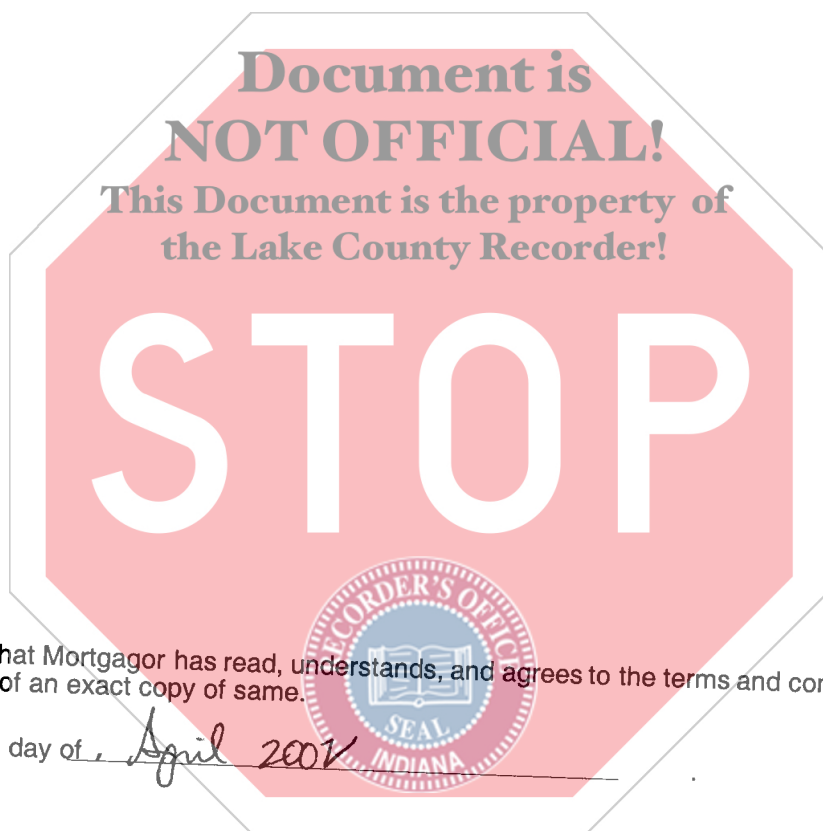 Document is
NOT OFFICIAL!
This Document is the property of
the Lake County Recorder!
STOP
RECORDER'S OFFICE
hat Mortgagor has read, understands, and agrees to the terms and con
of an exact copy of same.
SEAL
day of April 2002
INDIANA